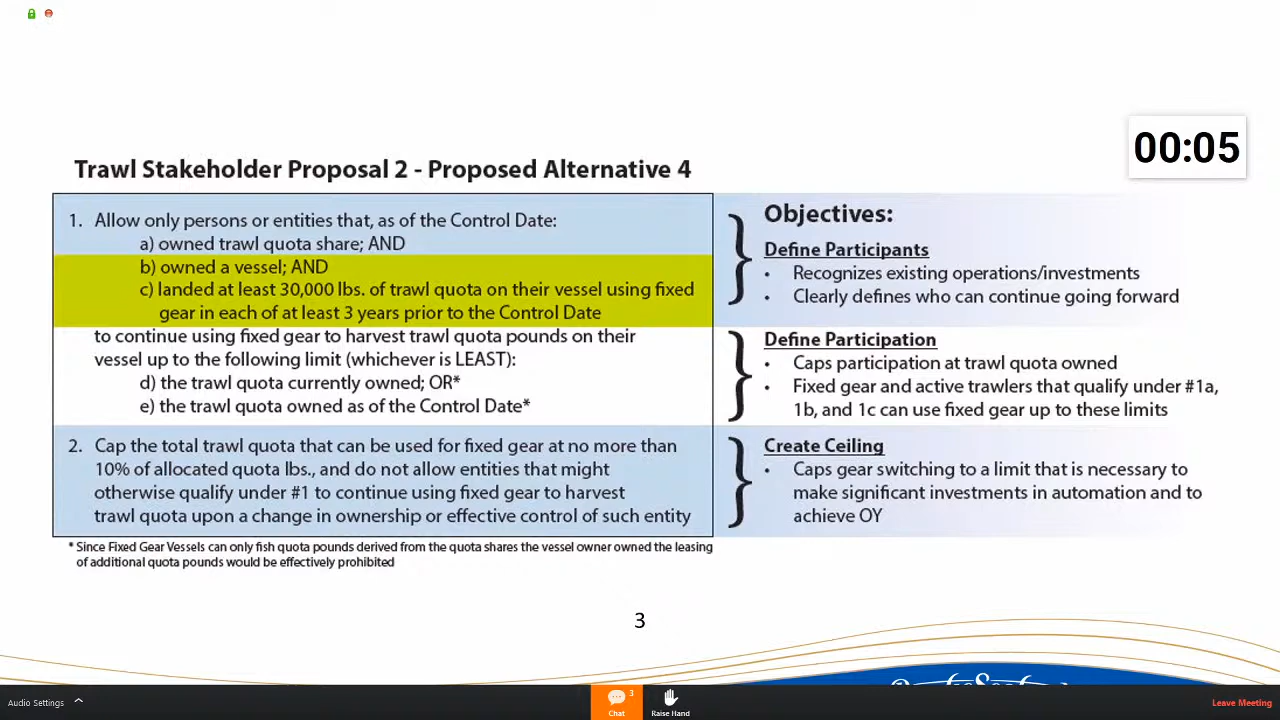 00:05
Trawl Stakeholder Proposal 2 - Proposed Alternative 4
1. Allow only persons or entities that, as of the Control Date:
a) owned trawl quota share; AND
b) owned a vessel; AND
c) landed at least 30,000 lbs. of trawl quota on their vessel using fixed
gear in each of at least 3 years prior to the Control Date
to continue using fixed gear to harvest trawl quota pounds on their
vessel up to the following limit (whichever is LEAST):
d) the trawl quota currently owned; OR*
e) the trawl quota owned as of the Control Date*
2. Cap the total trawl quota that can be used for fixed gear at no more than
10% of allocated quota lbs., and do not allow entities that might
otherwise qualify under #1 to continue using fixed gear to harvest
trawl quota upon a change in ownership or effective control of such entity
* Since Fixed Gear Vessels can only fish quota pounds derived from the quota shares the vessel owner owned the leasing
of additional quota pounds would be effectively prohibited
Objectives:
Define Participants
• Recognizes existing operations/investments
• Clearly defines who can continue going forward
Define Participation
• Caps participation at trawl quota owned
• Fixed gear and active trawlers that qualify under #1a,
1b, and 1c can use fixed gear up to these limits
Create Ceiling
• Caps gear switching to a limit that is necessary to
make significant investments in automation and to
achieve OY
3
Audio Settings
3
Chat
Raise Hand
Leave Meeting